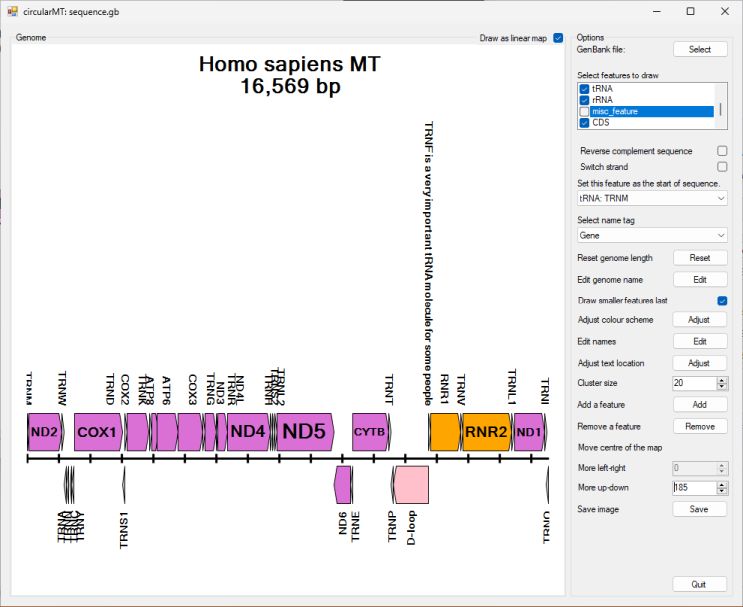 circularMT: sequence.gb
Genome
Draw as linear map
Homo sapiens MT
16,569 bp
TRNF is a very important tRNA molecule for some people
TRNM
TRNW
TRND
COX2
TRNK
ATP8
ATP6
COX3
TRNG
ND3
TRNR
ND4L
TRNH
TRNS2
TRNL2
TRNT
RNR1
TRNV
TRNL1
TRNI
ND2
COX1
ND4
ND5
CYTB
RNR2
ND1
TRNA
TRNY
TRNS1
ND6
TRNE
TRNP
D-loop
TRNQ
Options
GenBank file:
Select
Select features to draw
tRNA
rRNA
misc_feature
CDS
Reverse complement sequence
Switch strand
Set this feature as the start of sequence.
tRNA: TRNM
Select name tag
Gene
Reset genome length
Reset
Edit genome name
Edit
Draw smaller features last
Adjust colour scheme
Adjust
Edit names
Edit
Adjust text location
Adjust
Cluster size
20
Add a feature
Add
Remove a feature
Remove
Move centre of the map
More left-right
0
More up-down
185
Save image
Save
Quit